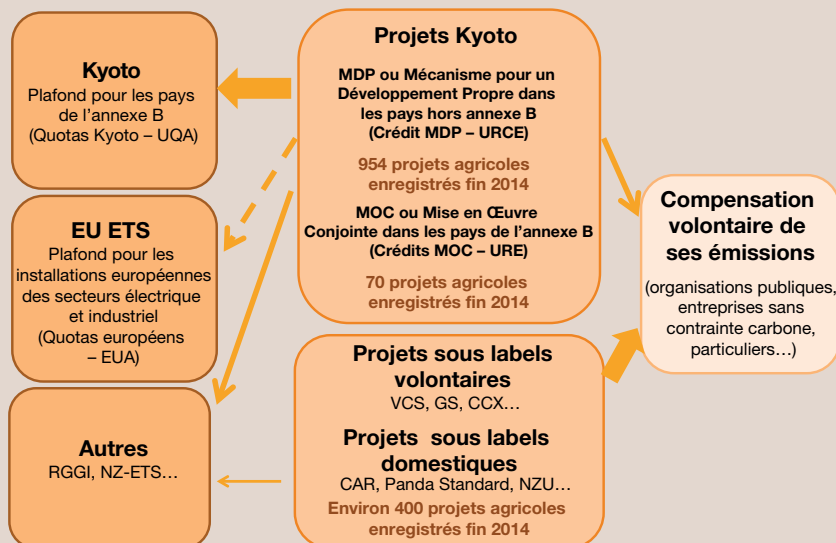 Kyoto
Plafond pour les pays
de l'annexe B
(Quotas Kyoto – UQA)
EU ETS
Plafond pour les
installations européennes
des secteurs électrique
et industriel
(Quotas européens
– EUA)
Autres
RGGI, NZ-ETS…
Projets Kyoto
MDP ou Mécanisme pour un
Développement Propre dans
les pays hors annexe B
(Crédit MDP – URCE)
954 projets agricoles
enregistrés fin 2014
MOC ou Mise en Œuvre
Conjointe dans les pays de l'annexe B
(Crédits MOC – URE)
70 projets agricoles
enregistrés fin 2014
Projets sous labels
volontaires
VCS, GS, CCX…
Projets sous labels
domestiques
CAR, Panda Standard, NZU…
Environ 400 projets agricoles
enregistrés fin 2014
Compensation
volontaire de
ses émissions
(organisations publiques,
entreprises sans
contrainte carbone,
particuliers…)